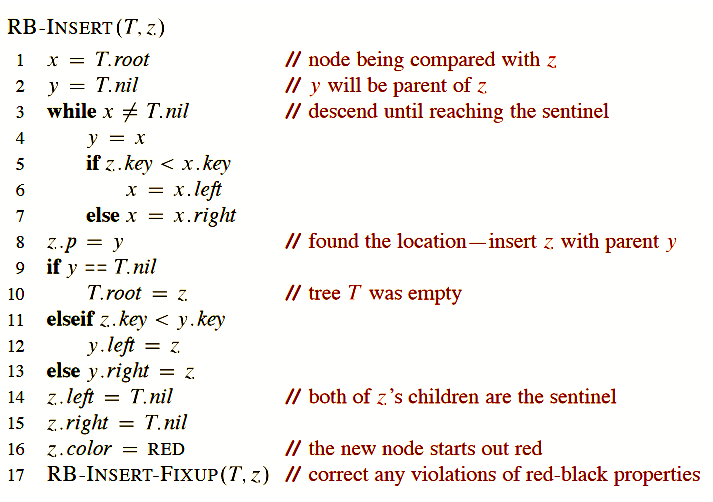 RB-INSERT(T, z)
1 x = T.root // node being compared with z
2 y = T.nil // y will be parent of z
3 while x ≠ T.nil // descend until reaching the sentinel
4 y = x
5 if z.key < x.key
6 x = x.left
7 else x = x.right
8 z.p = y // found the location—insert z with parent y
9 if y == T.nil
10 T.root = z // tree T was empty
11 elseif z.key < y.key
12 y.left = z
13 else y.right = z
14 z.left = T.nil // both of z's children are the sentinel
15 z.right = T.nil
16 z.color = RED // the new node starts out red
17 RB-INSERT-FIXUP(T, z) // correct any violations of red-black properties